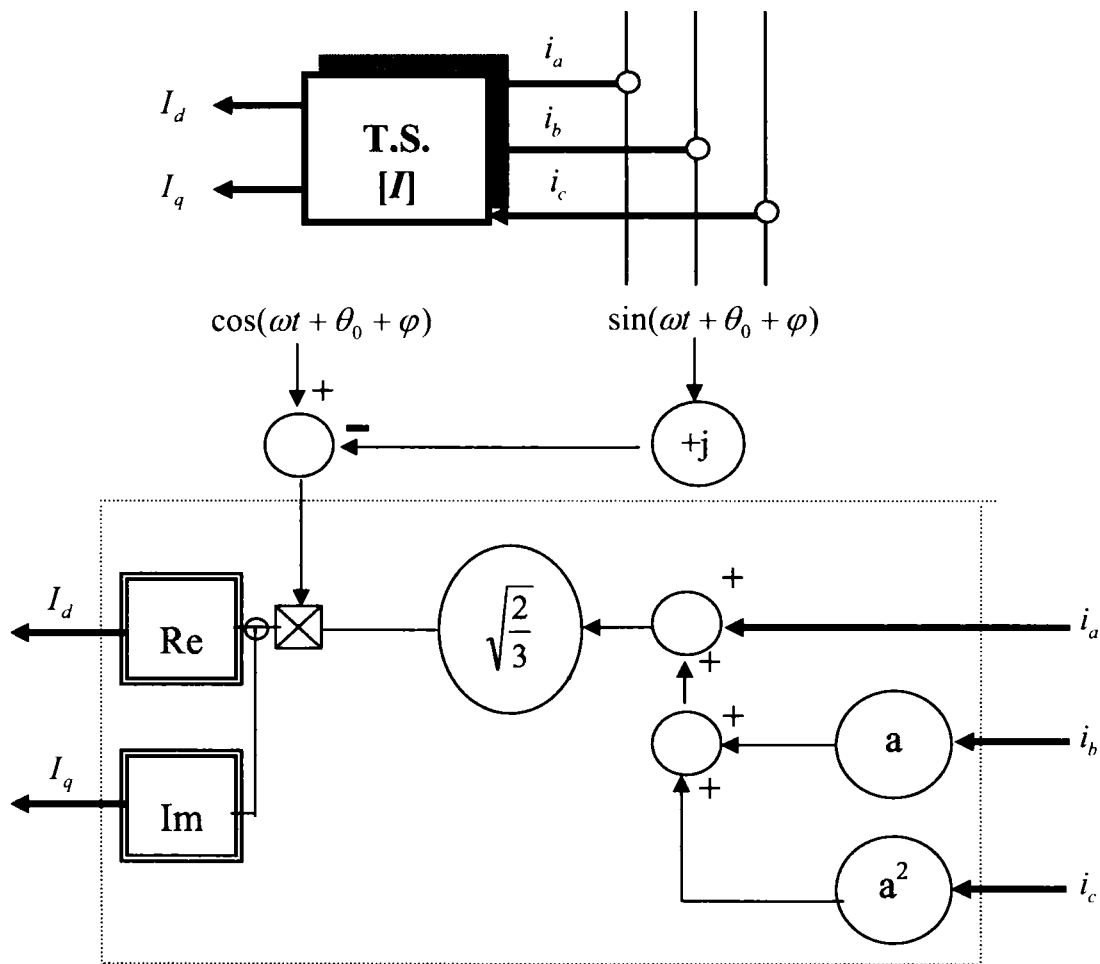 i_a
I_d
T.S.
i_b
[I]
I_q
i_c
cos(ωt + θ_0 + φ)
sin(ωt + θ_0 + φ)
+
−
+j
+
I_d
Re
√(2/3)
i_a
+
+
a
i_b
I_q
Im
+
a^2
i_c